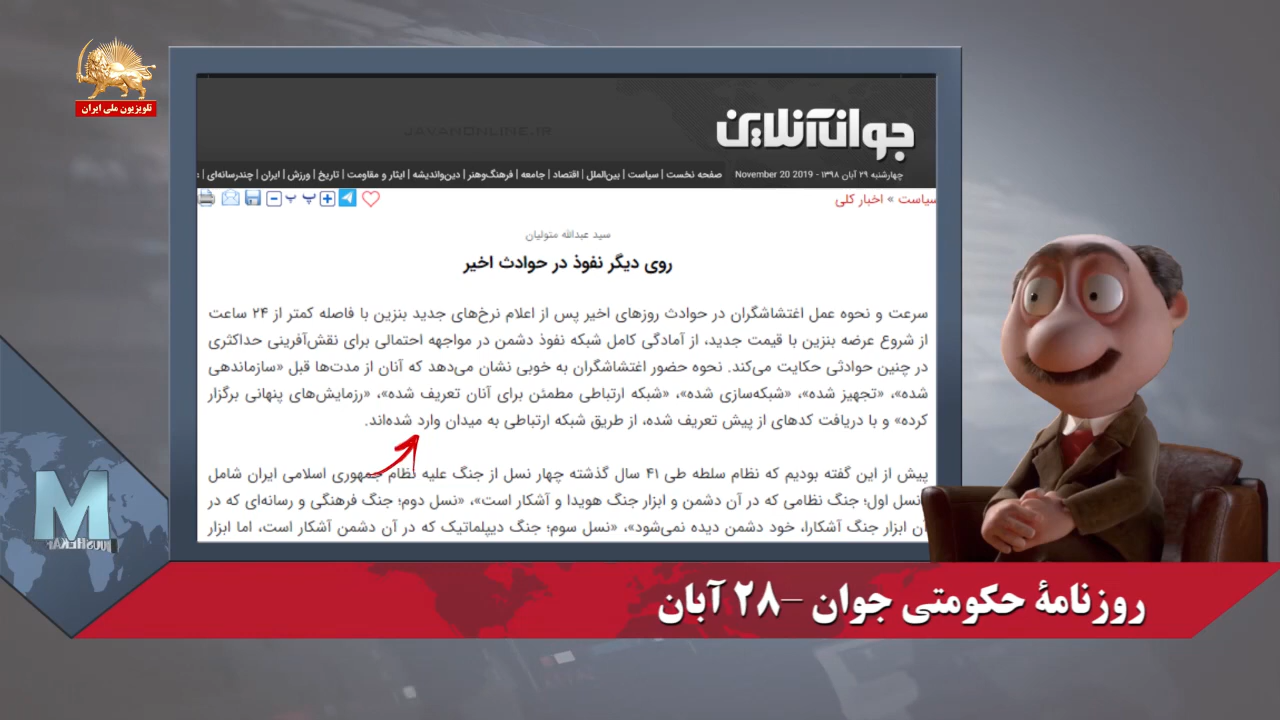 تلویزیون ملی ایران
جوان‌آنلاین
JAVANONLINE.IR
چهارشنبه ۲۹ آبان ۱۳۹۸ - November 20 2019
صفحه نخست | سیاست | بین‌الملل | اقتصاد | جامعه | فرهنگ‌وهنر | دین‌واندیشه | ایثار و مقاومت | تاریخ | ورزش | ایران | چندرسانه‌ای |
سیاست » اخبار کلی
سید عبدالله متولیان
روی دیگر نفوذ در حوادث اخیر
سرعت و نحوه عمل اغتشاشگران در حوادث روزهای اخیر پس از اعلام نرخ‌های جدید بنزین با فاصله کمتر از ۲۴ ساعت
از شروع عرضه بنزین با قیمت جدید، از آمادگی کامل شبکه نفوذ دشمن در مواجهه احتمالی برای نقش‌آفرینی حداکثری
در چنین حوادثی حکایت می‌کند. نحوه حضور اغتشاشگران به خوبی نشان می‌دهد که آنان از مدت‌ها قبل «سازماندهی
شده»، «تجهیز شده»، «شبکه‌سازی شده»، «شبکه ارتباطی مطمئن برای آنان تعریف شده»، «رزمایش‌های پنهانی برگزار
کرده» و با دریافت کدهای از پیش تعریف شده، از طریق شبکه ارتباطی به میدان وارد شده‌اند.
پیش از این گفته بودیم که نظام سلطه طی ۴۱ سال گذشته چهار نسل از جنگ علیه نظام جمهوری اسلامی ایران شامل
نسل اول؛ جنگ نظامی که در آن دشمن و ابزار جنگ هویدا و آشکار است»، «نسل دوم؛ جنگ فرهنگی و رسانه‌ای که در
آن ابزار جنگ آشکارا، خود دشمن دیده نمی‌شود»، «نسل سوم؛ جنگ دیپلماتیک که در آن دشمن آشکار است، اما ابزار
M
روزنامهٔ حکومتی جوان – ۲۸ آبان